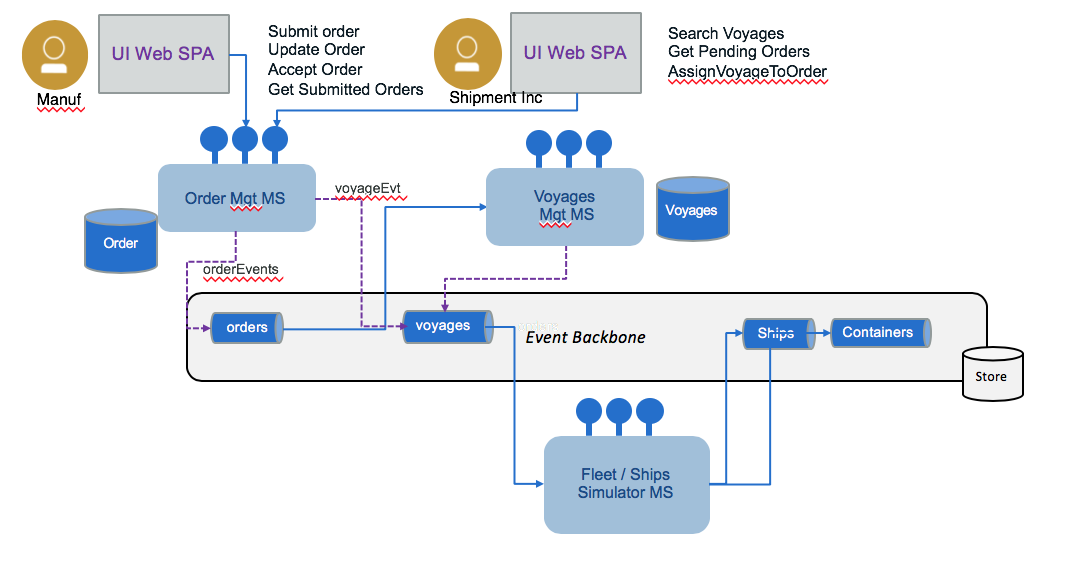 UI Web SPA
Manuf
Submit order
Update Order
Accept Order
Get Submitted Orders
UI Web SPA
Shipment Inc
Search Voyages
Get Pending Orders
AssignVoyageToOrder
Order Mgt MS
Order
voyageEvt
Voyages
Mgt MS
Voyages
orderEvents
orders
voyages
Event Backbone
Ships
Containers
Store
Fleet / Ships
Simulator MS